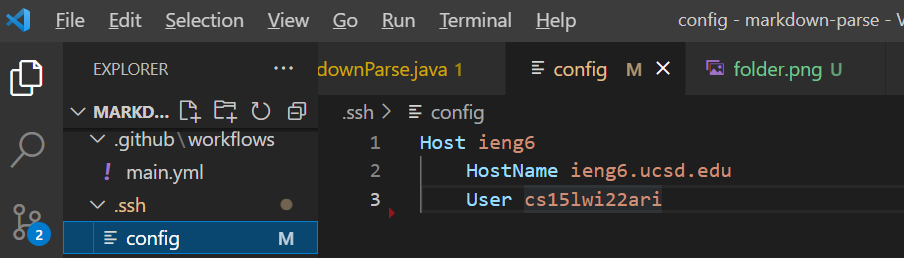 File Edit Selection View Go Run Terminal Help config - markdown-parse - V
EXPLORER ··· downParse.java 1 config M folder.png U
MARKD...
.ssh > config
.github\workflows
! main.yml
.ssh
config M
2
1 Host ieng6
2 HostName ieng6.ucsd.edu
3 User cs15lwi22ari